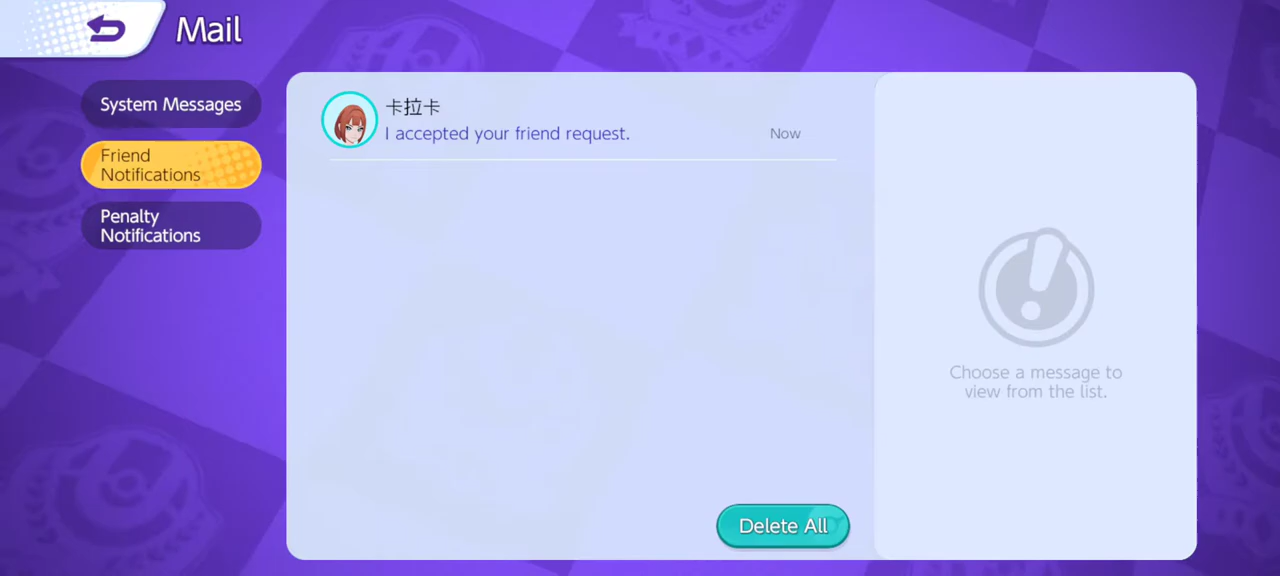 Mail
System Messages
Friend
Notifications
Penalty
Notifications
卡拉卡
I accepted your friend request.
Now
Delete All
Choose a message to
view from the list.